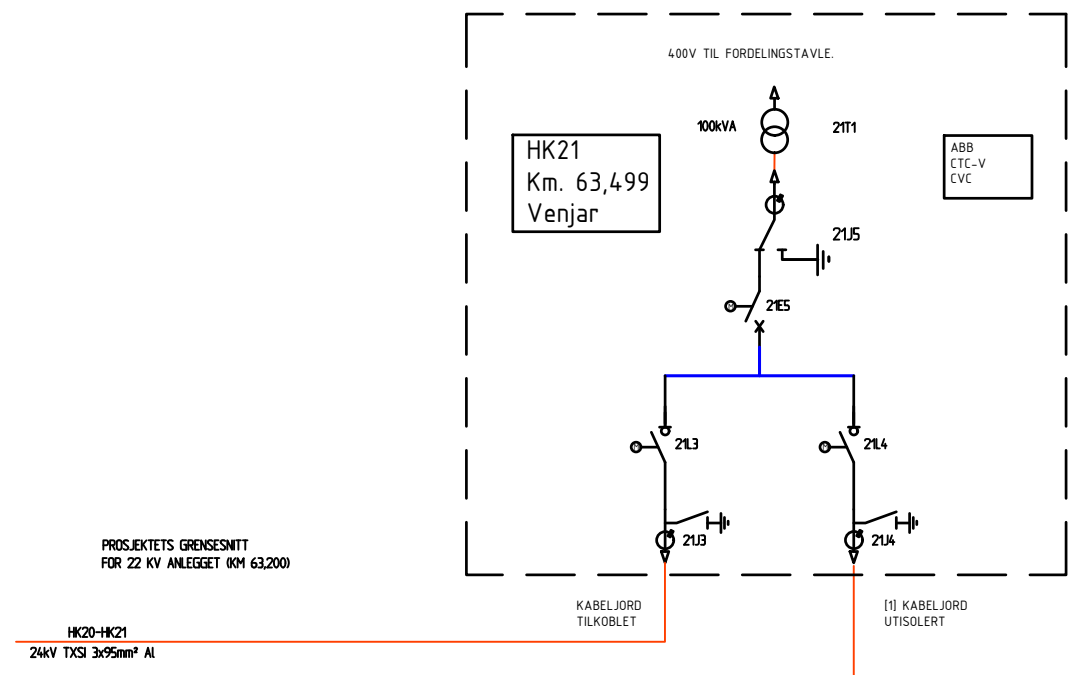 400V TIL FORDELINGSTAVLE.
100kVA
21T1
HK21
Km. 63,499
Venjar
ABB
CTC-V
CVC
21J5
21E5
21L3
21L4
21J3
21J4
PROSJEKTETS GRENSESNITT
FOR 22 KV ANLEGGET (KM 63,200)
KABELJORD
TILKOBLET
[1] KABELJORD
UTISOLERT
HK20-HK21
24kV TXSI 3x95mm² Al